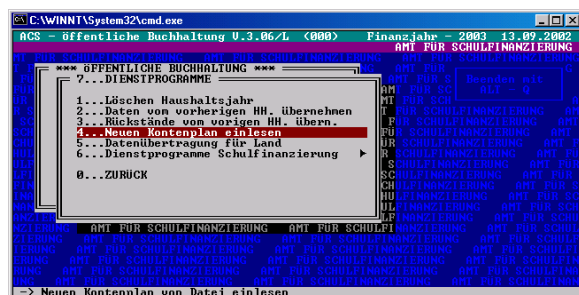 C:\WINNT\System32\cmd.exe
ACS - öffentliche Buchhaltung V.3.06/L (000) Finanzjahr - 2003 13.09.2002
AMT FÜR SCHULFINANZIERUNG
*** öFFENTLICHE BUCHHALTUNG ***
7...DIENSTPROGRAMME
Beenden mit
ALT - Q
1...Löschen Haushaltsjahr
2...Daten vom vorherigen HH. übernehmen
3...Rückstände vom vorigen HH. übern.
4...Neuen Kontenplan einlesen
5...Datenübertragung für Land
6...Dienstprogramme Schulfinanzierung
0...ZURÜCK
AMT FÜR SCHULFINANZIERUNG AMT FÜR SCHULFI
-> Neuen Kontenplan von Datei einlesen